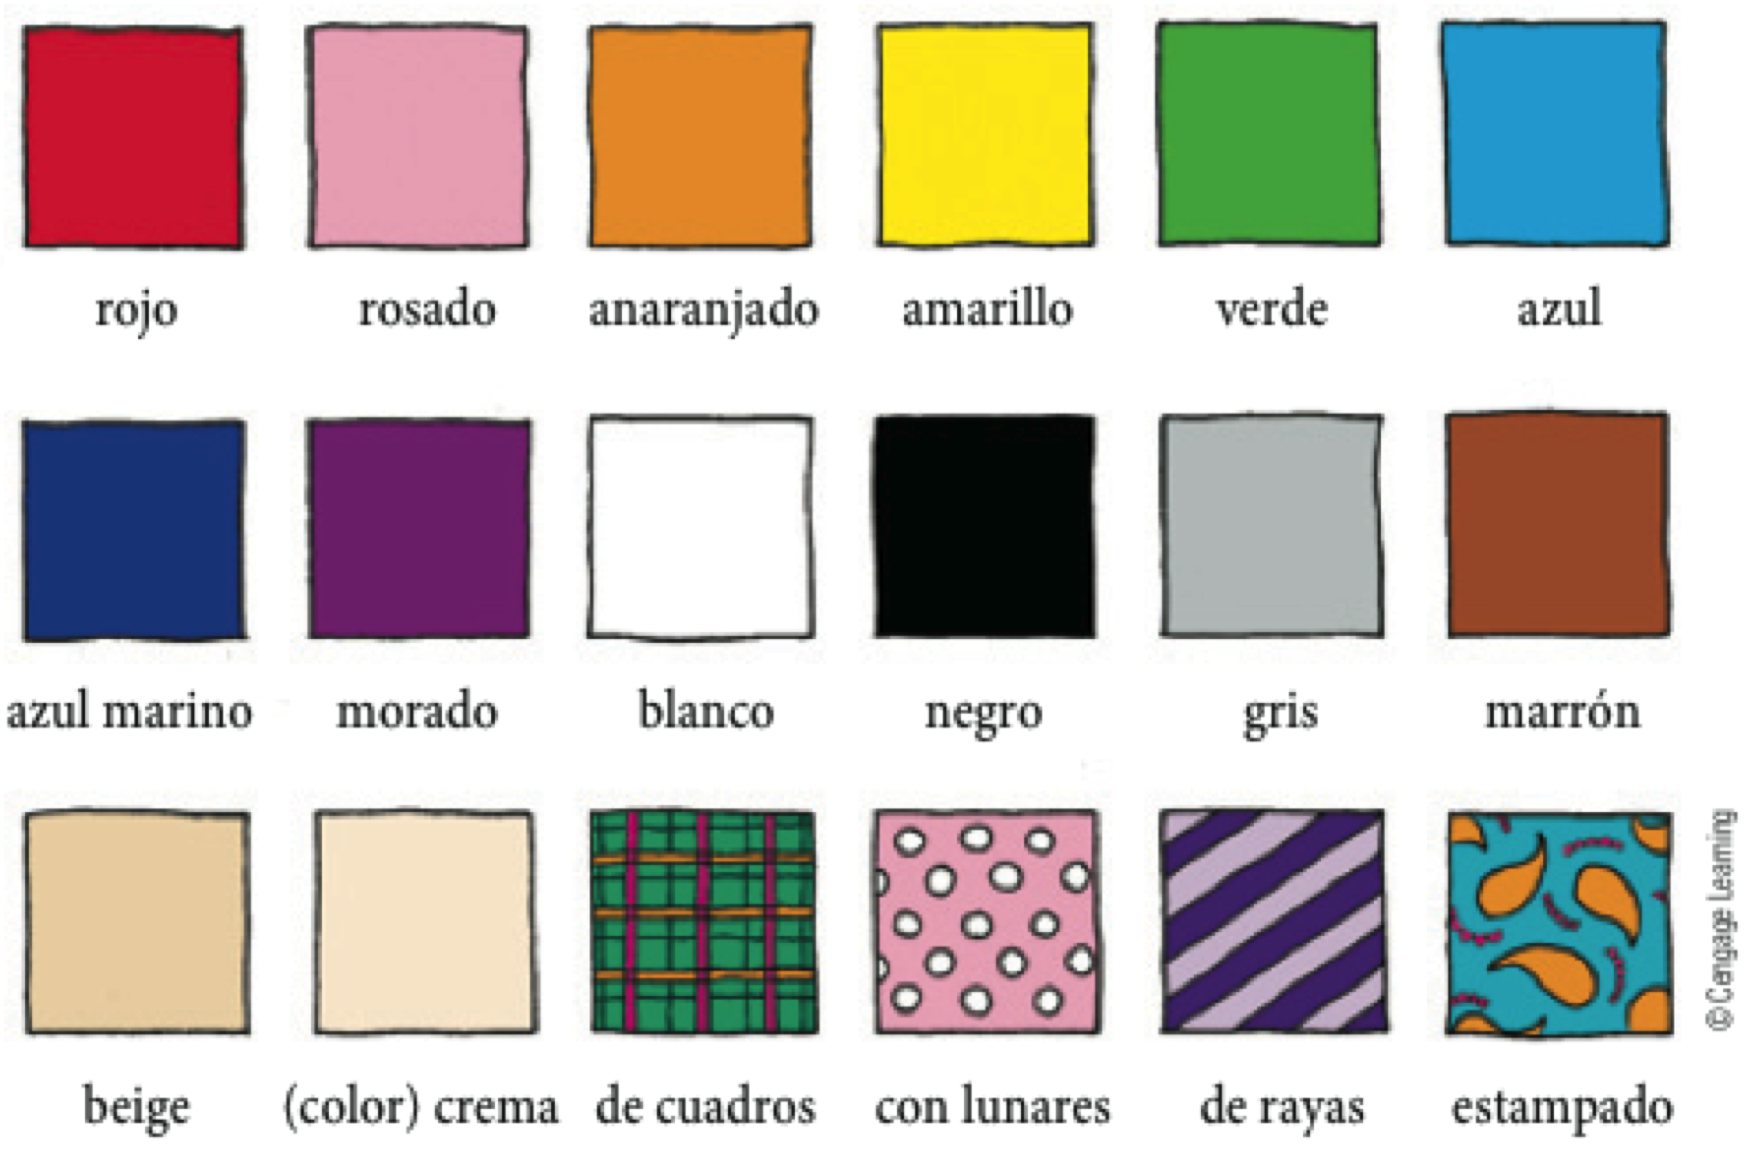 rojo rosado anaranjado amarillo verde azul
azul marino morado blanco negro gris marrón
beige (color) crema de cuadros con lunares de rayas estampado
© Cengage Learning